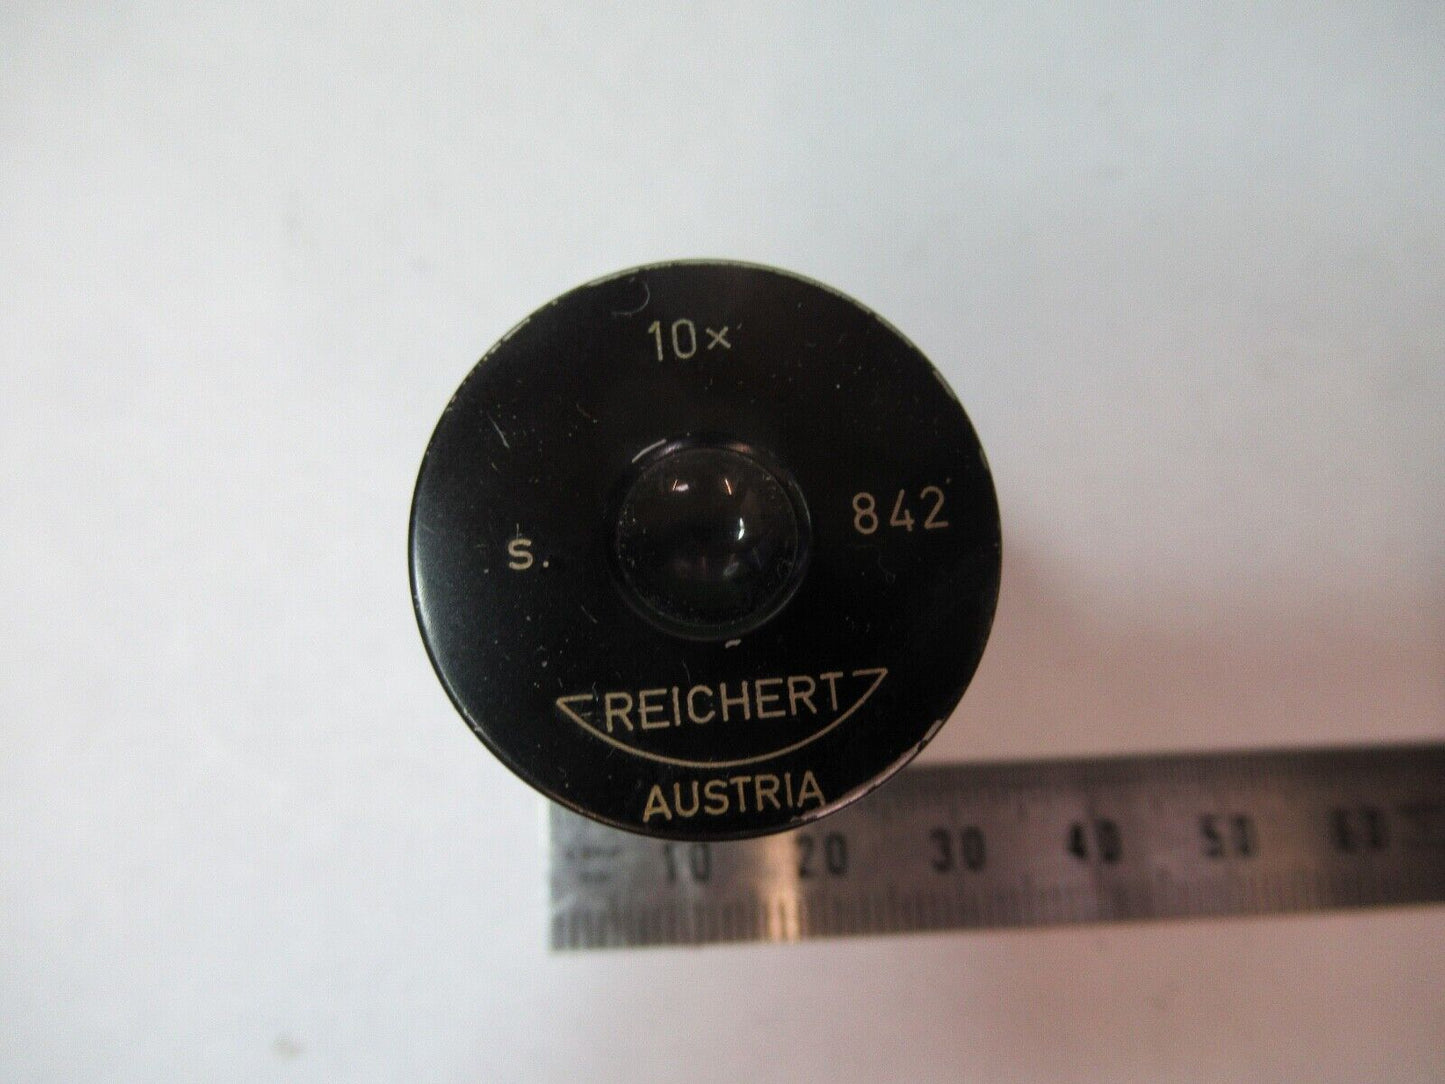 10×
s.
842
REICHERT
AUSTRIA
10 20 30 40 50 60